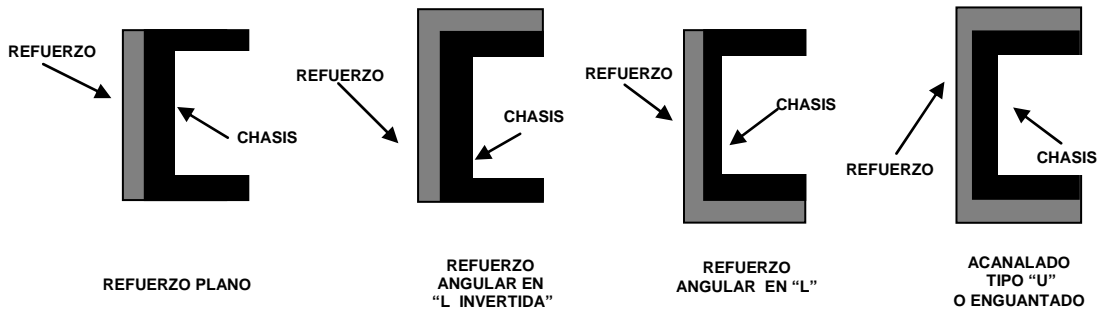 REFUERZO
CHASIS
REFUERZO PLANO
REFUERZO
CHASIS
REFUERZO
ANGULAR EN
“L INVERTIDA”
REFUERZO
CHASIS
REFUERZO
ANGULAR EN “L”
REFUERZO
CHASIS
ACANALADO
TIPO “U”
O ENGUANTADO